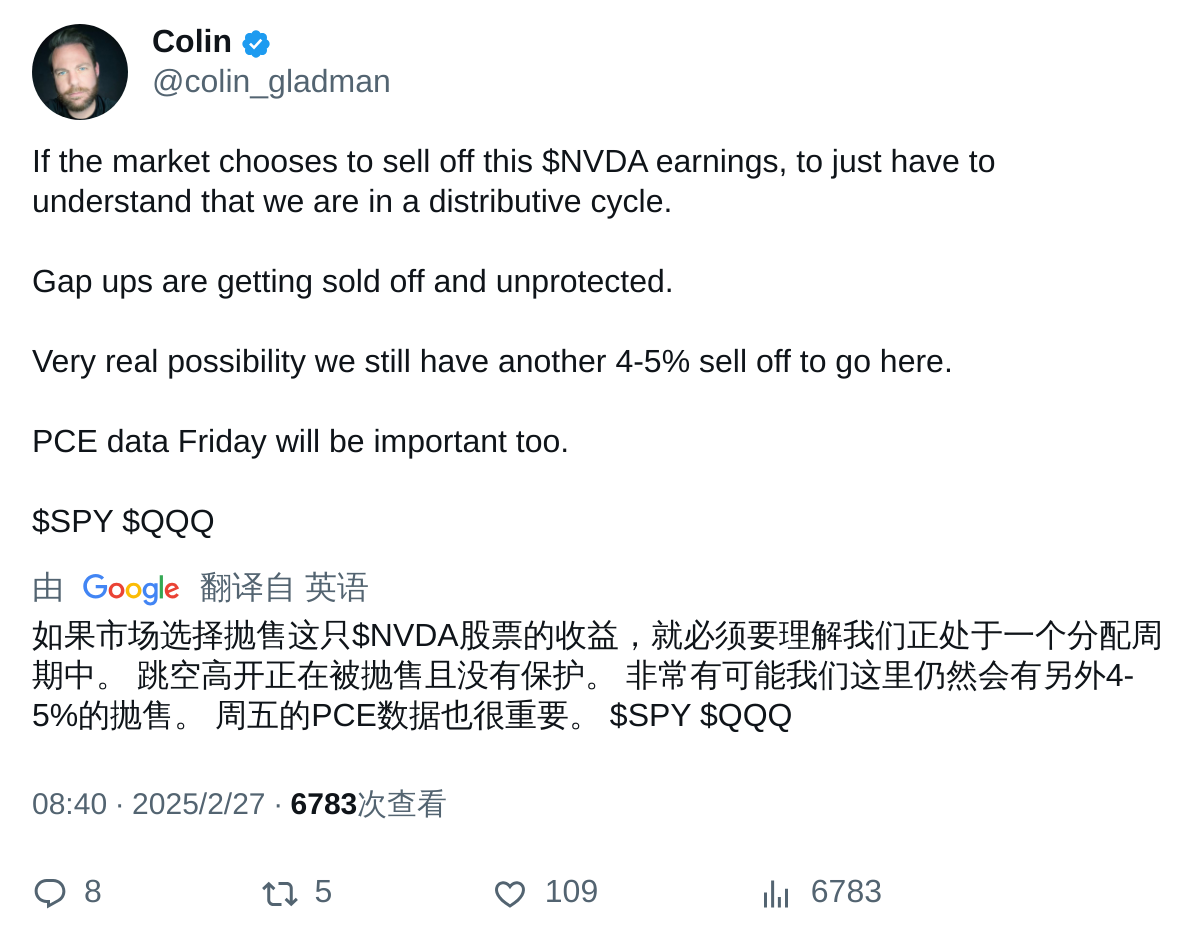 Colin
@colin_gladman
If the market chooses to sell off this $NVDA earnings, to just have to
understand that we are in a distributive cycle.
Gap ups are getting sold off and unprotected.
Very real possibility we still have another 4-5% sell off to go here.
PCE data Friday will be important too.
$SPY $QQQ
由 Google 翻译自 英语
如果市场选择抛售这只$NVDA股票的收益，就必须要理解我们正处于一个分配周
期中。 跳空高开正在被抛售且没有保护。 非常有可能我们这里仍然会有另外4-
5%的抛售。 周五的PCE数据也很重要。 $SPY $QQQ
08:40 · 2025/2/27 · 6783次查看
8 5 109 6783